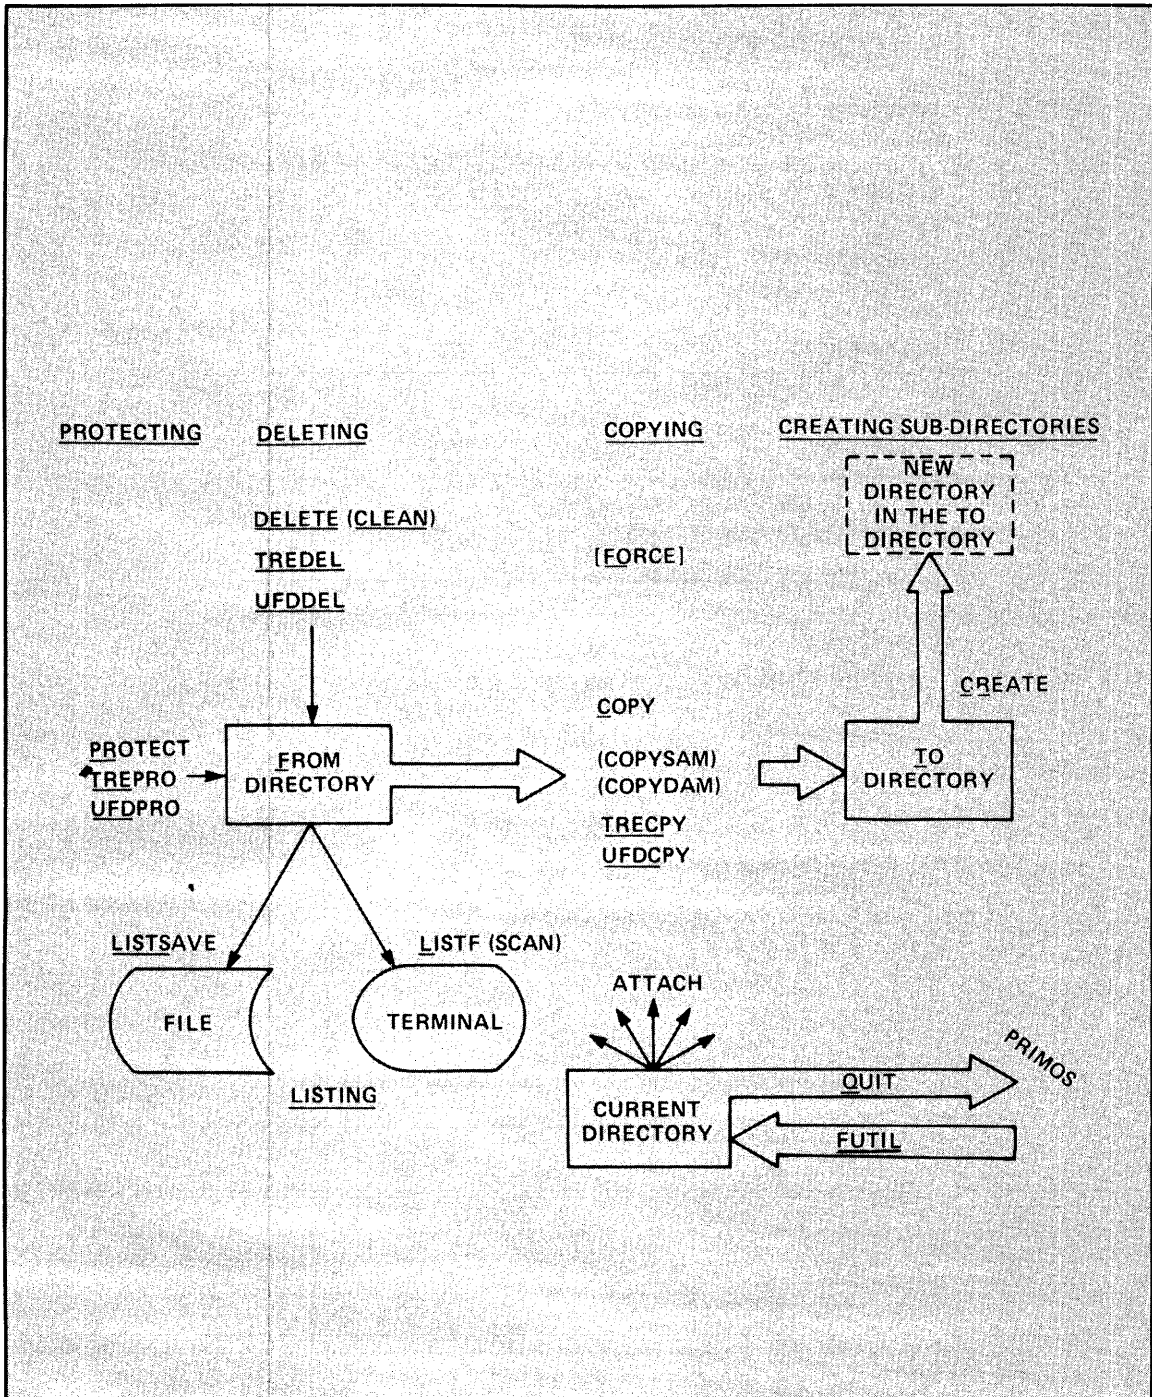 PROTECTING DELETING COPYING CREATING SUB-DIRECTORIES
NEW
DIRECTORY
IN THE TO
DIRECTORY
DELETE (CLEAN)
TREDEL
UFDDEL
[FORCE]
CREATE
COPY
(COPYSAM)
(COPYDAM)
TRECPY
UFDCPY
PROTECT
TREPRO
UFDPRO
FROM
DIRECTORY
TO
DIRECTORY
LISTSAVE
LISTF (SCAN)
FILE
TERMINAL
LISTING
ATTACH
CURRENT
DIRECTORY
QUIT
FUTIL
PRIMOS